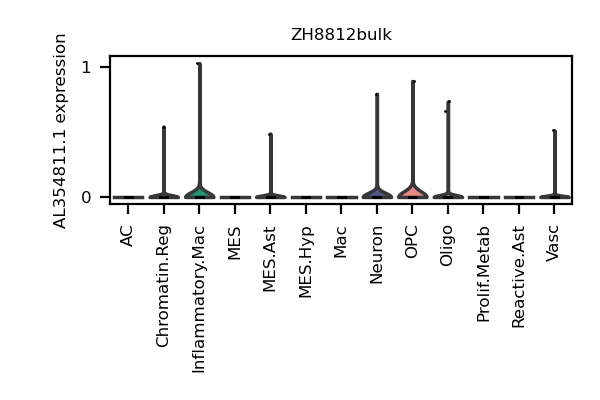 ZH8812bulk
AL354811.1 expression
1
0
AC
Chromatin.Reg
Inflammatory.Mac
MES
MES.Ast
MES.Hyp
Mac
Neuron
OPC
Oligo
Prolif.Metab
Reactive.Ast
Vasc